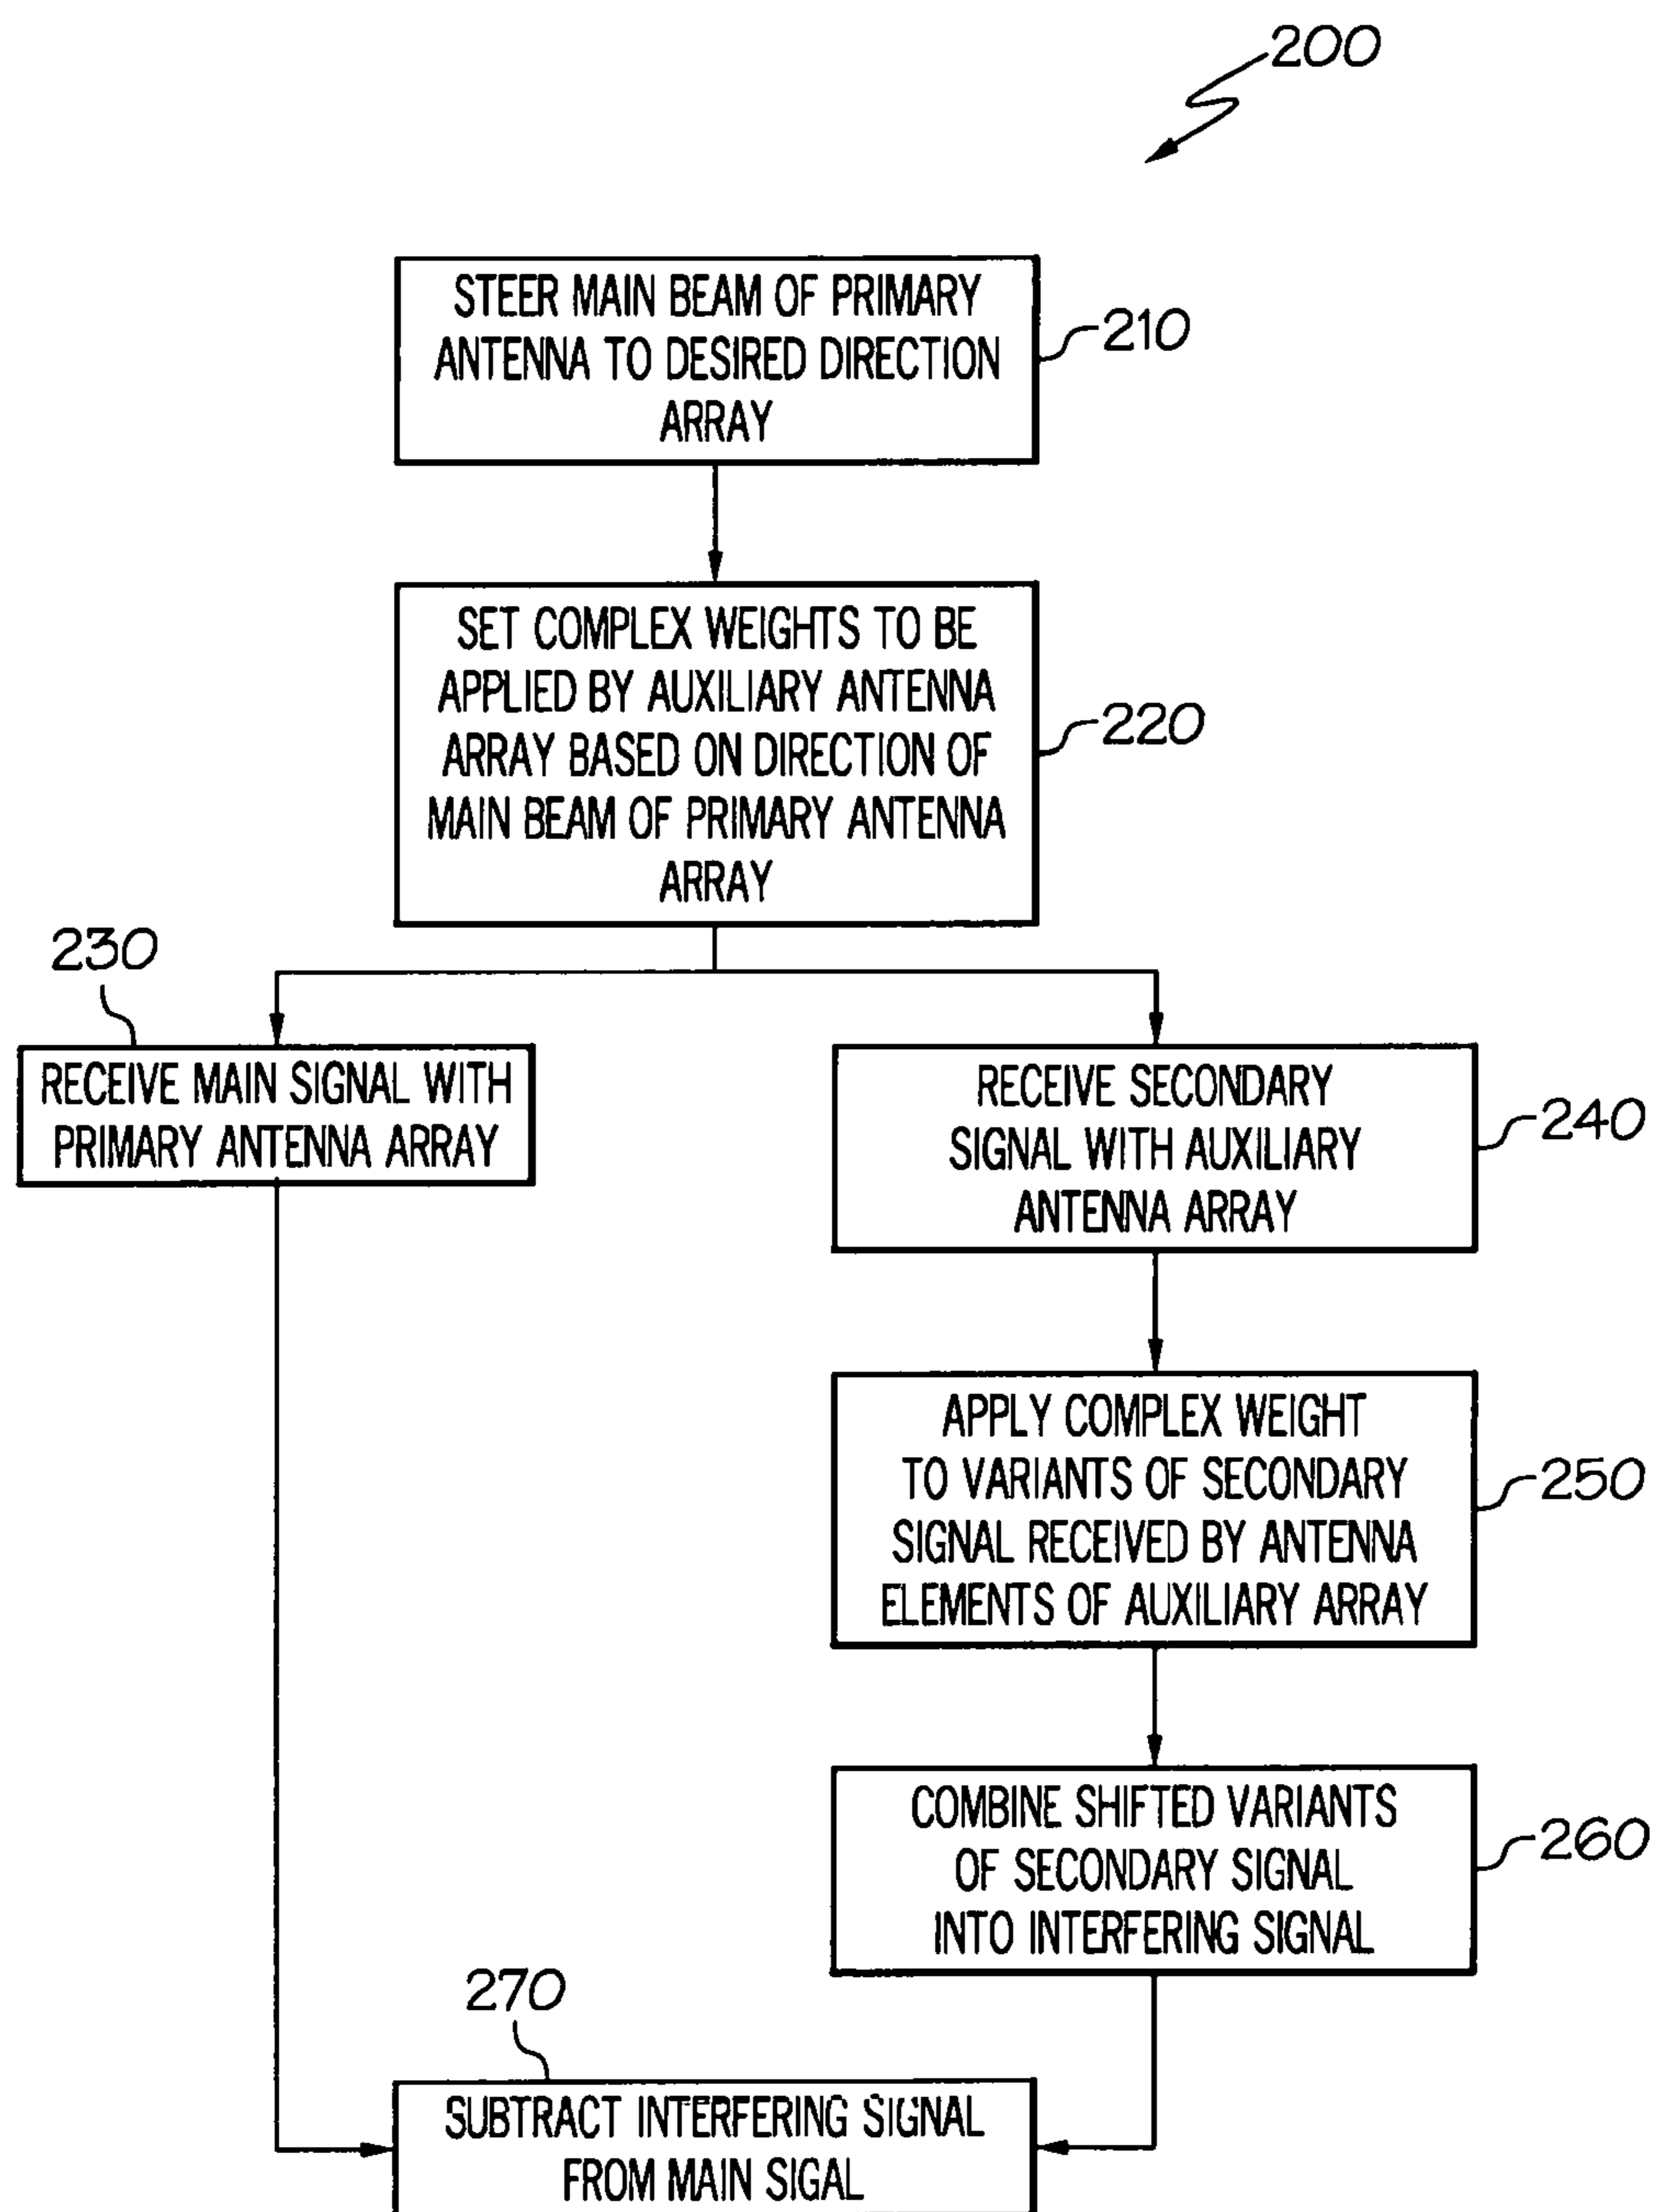 200
STEER MAIN BEAM OF PRIMARY
ANTENNA TO DESIRED DIRECTION
ARRAY
210
SET COMPLEX WEIGHTS TO BE
APPLIED BY AUXILIARY ANTENNA
ARRAY BASED ON DIRECTION OF
MAIN BEAM OF PRIMARY ANTENNA
ARRAY
220
230
RECEIVE MAIN SIGNAL WITH
PRIMARY ANTENNA ARRAY
RECEIVE SECONDARY
SIGNAL WITH AUXILIARY
ANTENNA ARRAY
240
APPLY COMPLEX WEIGHT
TO VARIANTS OF SECONDARY
SIGNAL RECEIVED BY ANTENNA
ELEMENTS OF AUXILIARY ARRAY
250
COMBINE SHIFTED VARIANTS
OF SECONDARY SIGNAL
INTO INTERFERING SIGNAL
260
270
SUBTRACT INTERFERING SIGNAL
FROM MAIN SIGAL